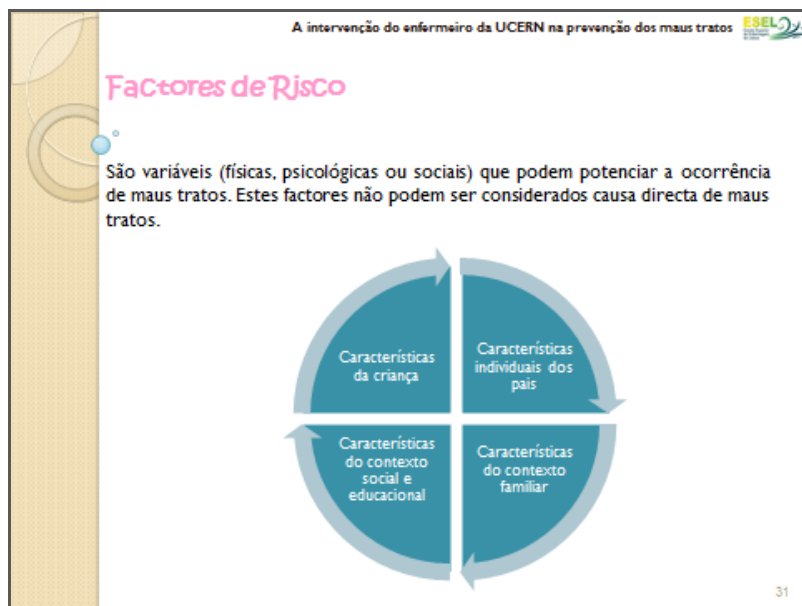 A intervenção do enfermeiro da UCERN na prevenção dos maus tratos
ESEL
Factores de Risco
São variáveis (físicas, psicológicas ou sociais) que podem potenciar a ocorrência
de maus tratos. Estes factores não podem ser considerados causa directa de maus
tratos.
Características
da criança
Características
individuais dos
pais
Características
do contexto
social e
educacional
Características
do contexto
familiar
31